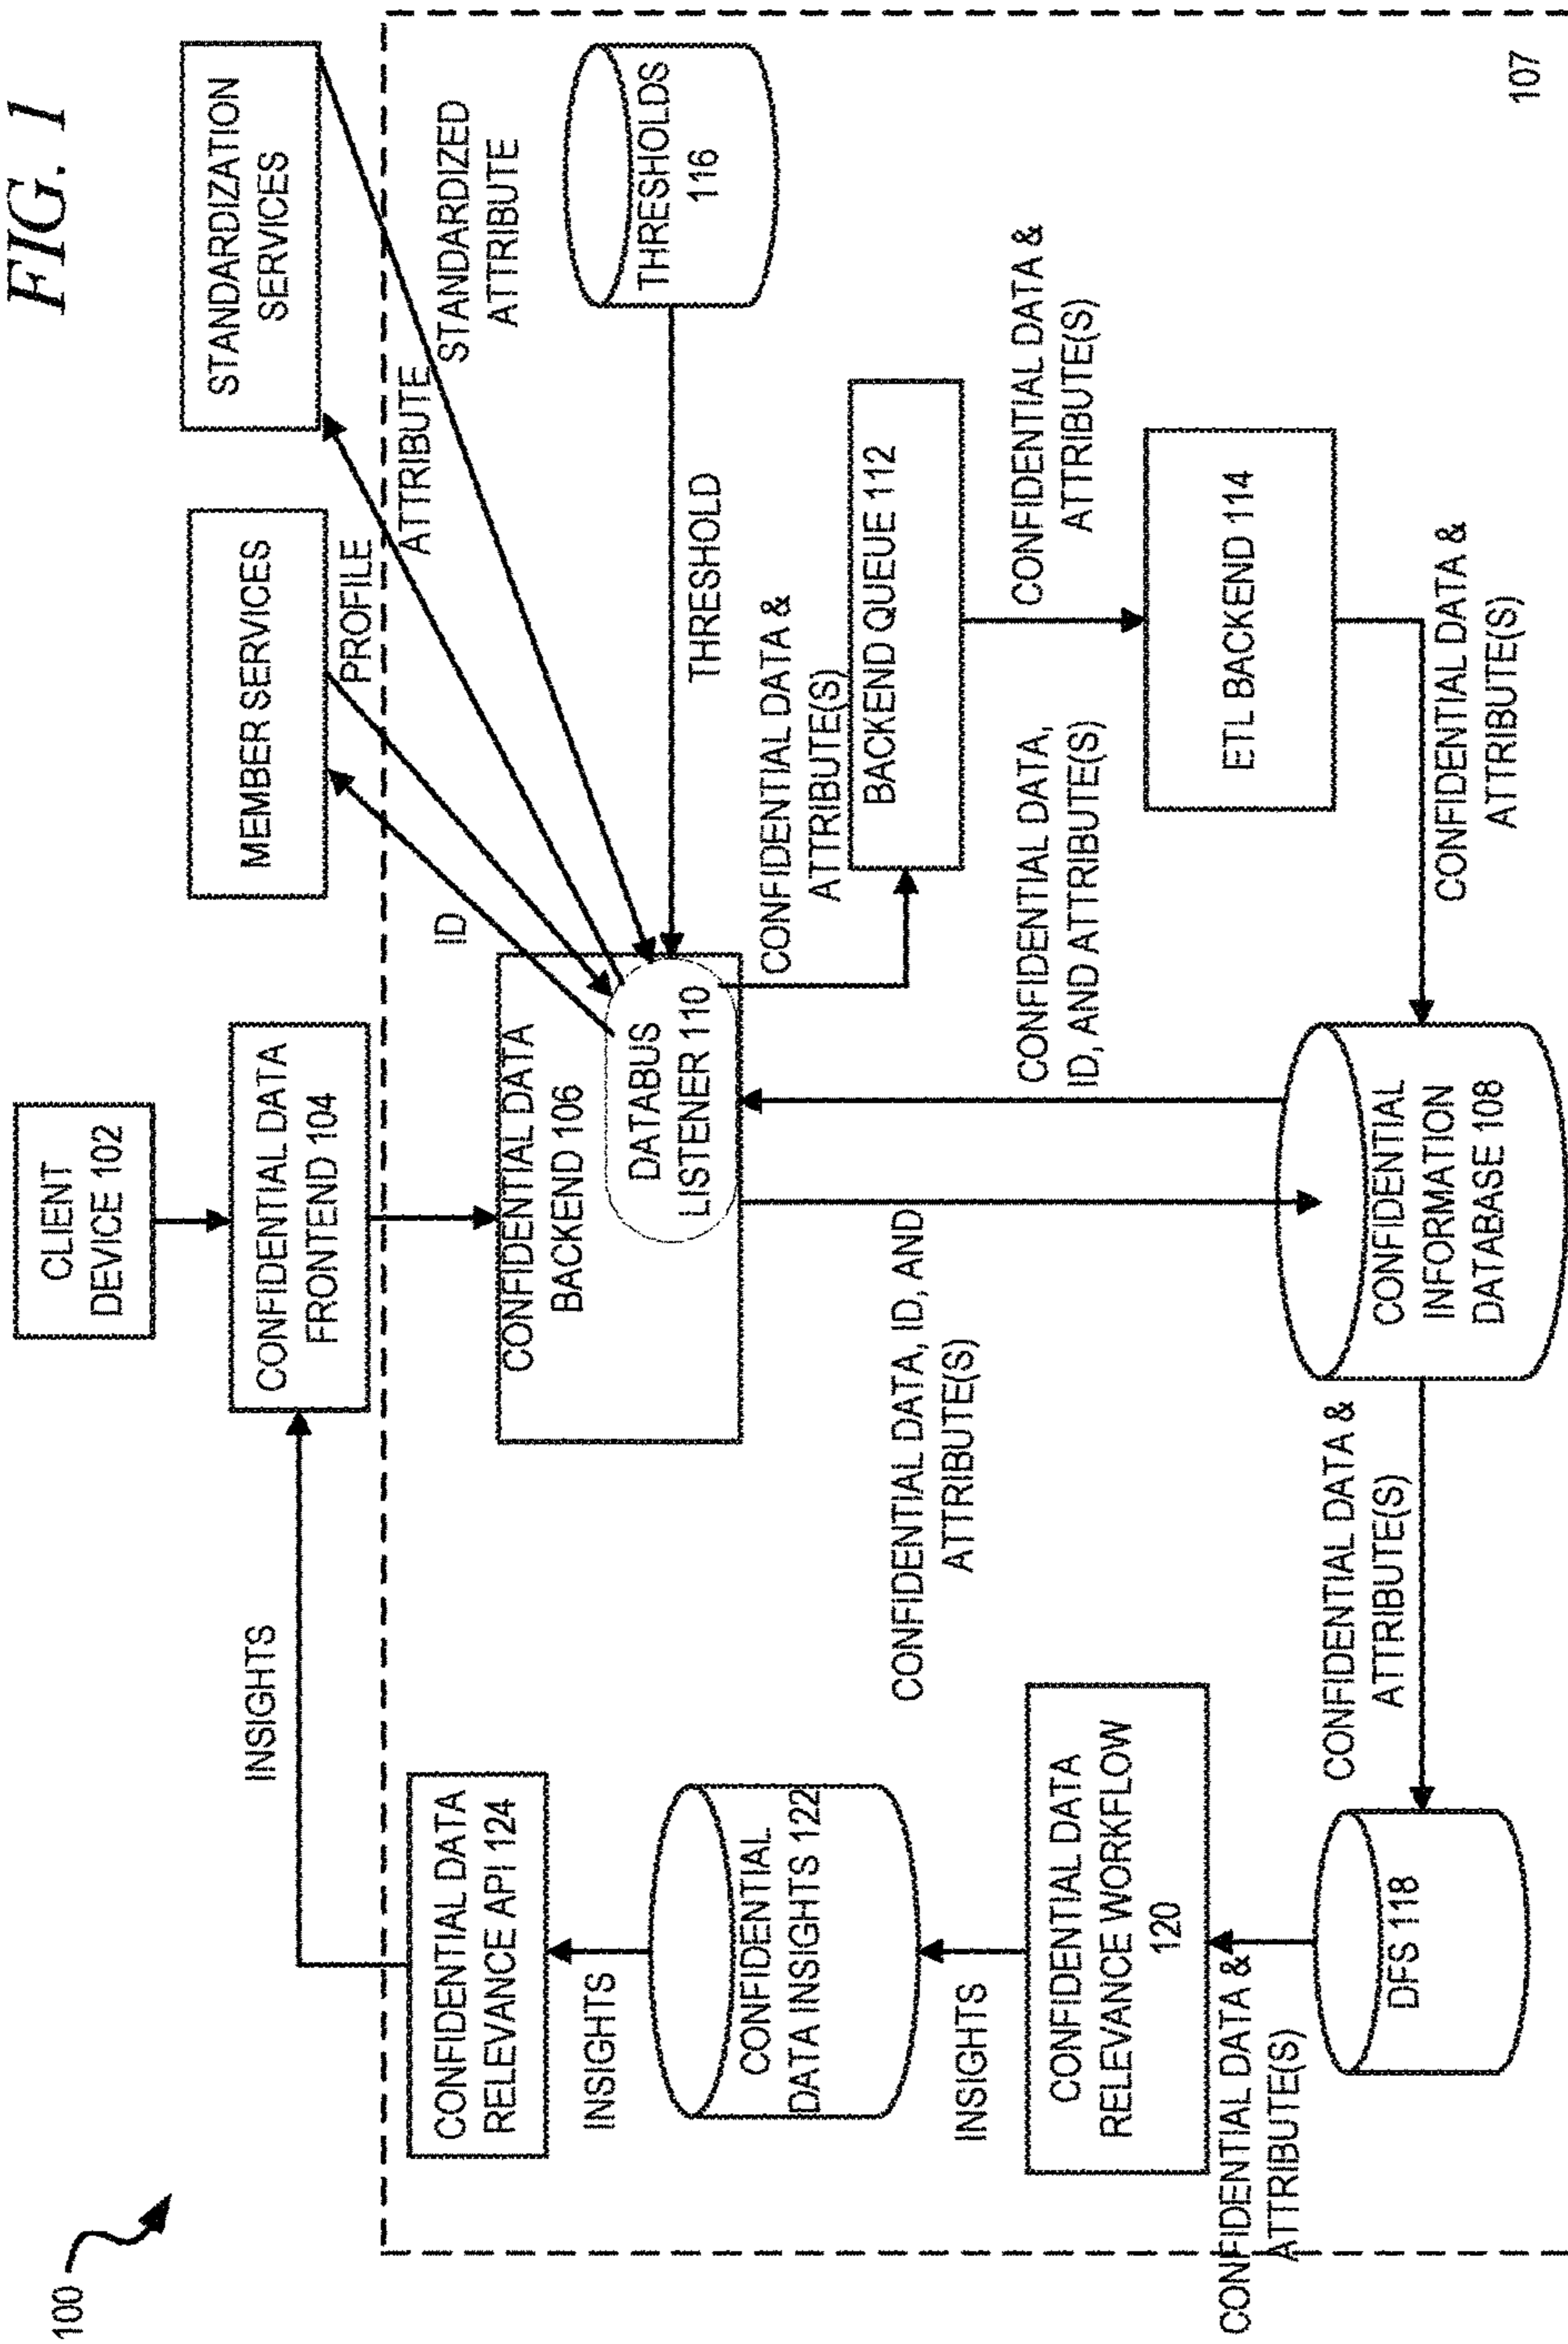 FIG. 1
100
CLIENT
DEVICE 102
CONFIDENTIAL DATA
FRONTEND 104
MEMBER SERVICES
STANDARDIZATION
SERVICES
INSIGHTS
ID
PROFILE
ATTRIBUTE
STANDARDIZED
ATTRIBUTE
CONFIDENTIAL DATA
RELEVANCE API 124
CONFIDENTIAL DATA
BACKEND 106
DATABUS
LISTENER 110
THRESHOLD
THRESHOLDS
116
INSIGHTS
CONFIDENTIAL
DATA INSIGHTS 122
CONFIDENTIAL DATA &
ATTRIBUTE(S)
BACKEND QUEUE 112
CONFIDENTIAL DATA, ID, AND
ATTRIBUTE(S)
CONFIDENTIAL DATA,
ID, AND ATTRIBUTE(S)
CONFIDENTIAL DATA &
ATTRIBUTE(S)
INSIGHTS
CONFIDENTIAL DATA
RELEVANCE WORKFLOW
120
ETL BACKEND 114
CONFIDENTIAL DATA &
ATTRIBUTE(S)
CONFIDENTIAL DATA &
ATTRIBUTE(S)
CONFIDENTIAL DATA &
ATTRIBUTE(S)
DFS 118
CONFIDENTIAL
INFORMATION
DATABASE 108
107